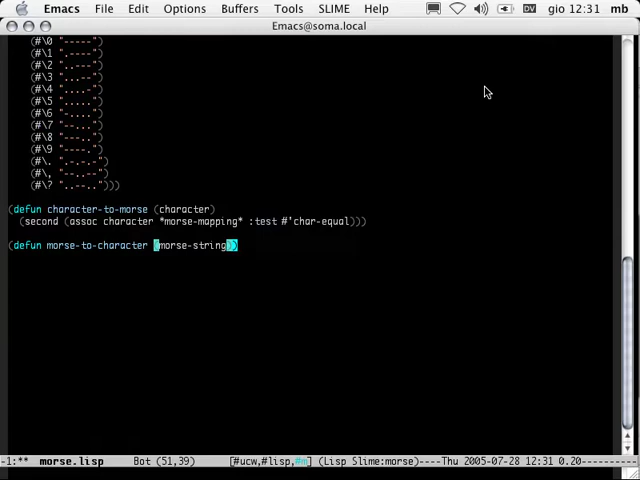 Emacs File Edit Options Buffers Tools SLIME Help DV gio 12:31 mb
Emacs@soma.local
(#\0 "-----")
(#\1 ".----")
(#\2 "..---")
(#\3 "...--")
(#\4 "....-")
(#\5 ".....")
(#\6 "-....")
(#\7 "--...")
(#\8 "---..")
(#\9 "----.")
(#\. ".-.-.-")
(#\, "--..--")
(#\? "..--..")))
(defun character-to-morse (character)
(second (assoc character *morse-mapping* :test #'char-equal)))
(defun morse-to-character (morse-string))
-1:** morse.lisp Bot (51,39) [#ucw,#lisp,#m] (Lisp Slime:morse)----Thu 2005-07-28 12:31 0.20-----